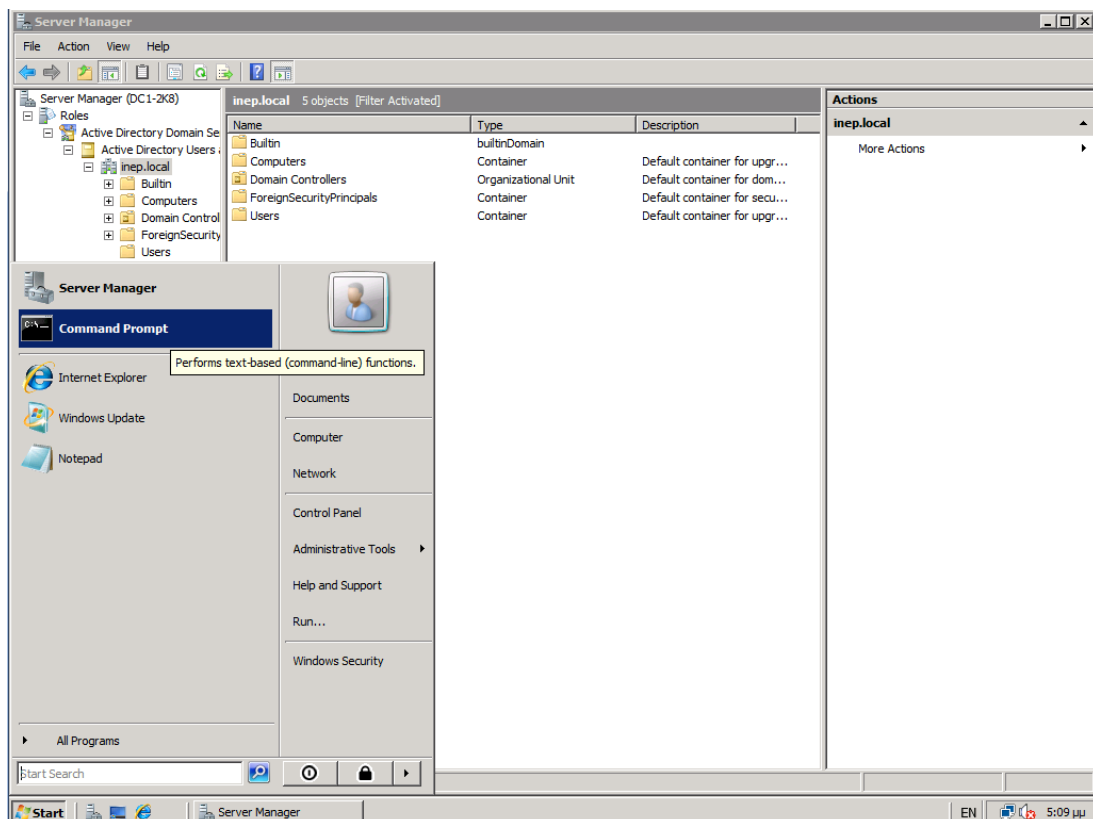 Server Manager
File Action View Help
Server Manager (DC1-2K8)
Roles
Active Directory Domain Se
Active Directory Users a
inep.local
Builtin
Computers
Domain Control
ForeignSecurity
Users
inep.local 5 objects [Filter Activated]
Name Type Description
Builtin builtinDomain
Computers Container Default container for upgr...
Domain Controllers Organizational Unit Default container for dom...
ForeignSecurityPrincipals Container Default container for secu...
Users Container Default container for upgr...
Actions
inep.local
More Actions
Server Manager
C:\
Command Prompt
Performs text-based (command-line) functions.
Internet Explorer
Windows Update
Notepad
All Programs
Start Search
Documents
Computer
Network
Control Panel
Administrative Tools
Help and Support
Run...
Windows Security
Start Server Manager EN 5:09 μμ